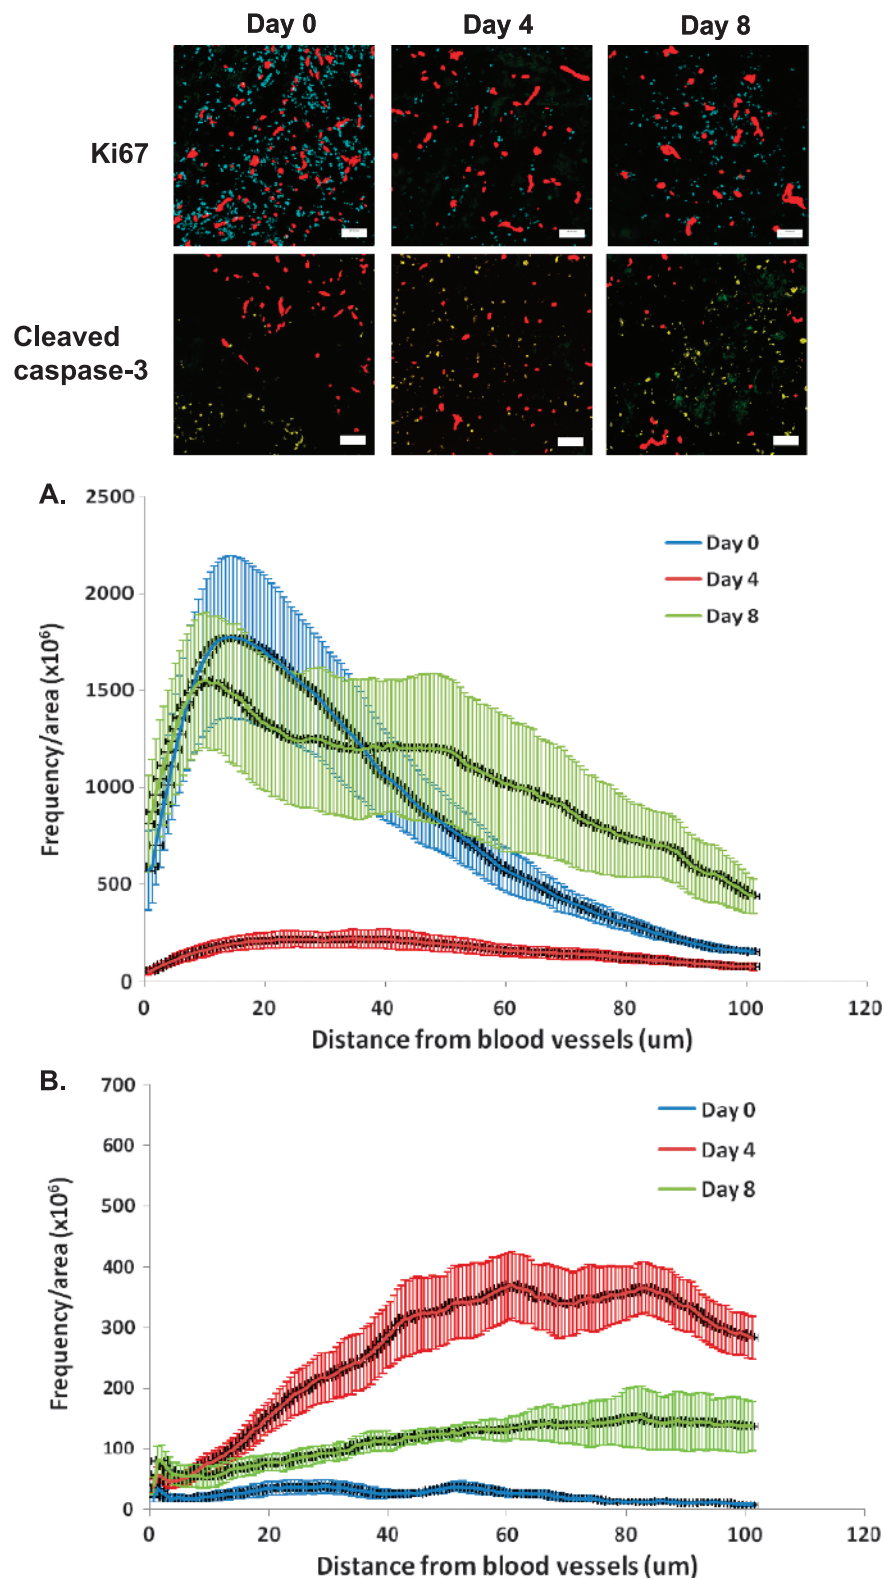 Day 0 Day 4 Day 8
Ki67
Cleaved
caspase-3
A.
2500
2000
1500
1000
500
0
Frequency/area (x10⁶)
Day 0
Day 4
Day 8
0 20 40 60 80 100 120
Distance from blood vessels (um)
B.
700
600
500
400
300
200
100
0
Frequency/area (x10⁶)
Day 0
Day 4
Day 8
0 20 40 60 80 100 120
Distance from blood vessels (um)